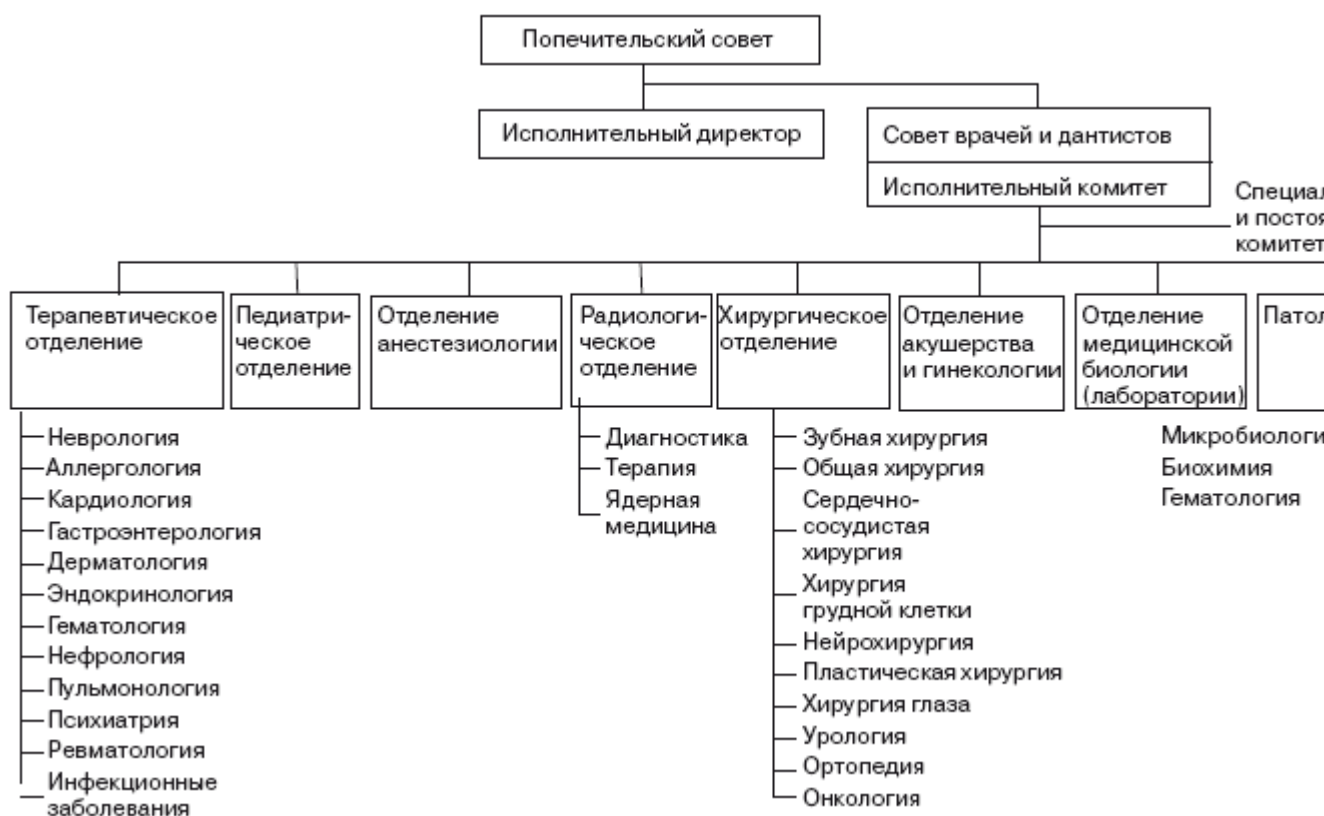 Попечительский совет
Исполнительный директор
Совет врачей и дантистов
Исполнительный комитет
и
Терапевтическое
отделение
Педиатри-
ческое
отделение
Отделение
анестезиологии
Радиологи-
ческое
отделение
Хирургическое
отделение
Отделение
акушерства
и гинекологии
Отделение
медицинской
биологии
(лаборатории)
Неврология
Аллергология
Кардиология
Гастроэнтерология
Дерматология
Эндокринология
Гематология
Нефрология
Пульмонология
Психиатрия
Ревматология
Инфекционные
заболевания
Диагностика
Терапия
Ядерная
медицина
Зубная хирургия
Общая хирургия
Сердечно-
сосудистая
хирургия
Хирургия
грудной клетки
Нейрохирургия
Пластическая хирургия
Хирургия глаза
Урология
Ортопедия
Онкология
Биохимия
Гематология